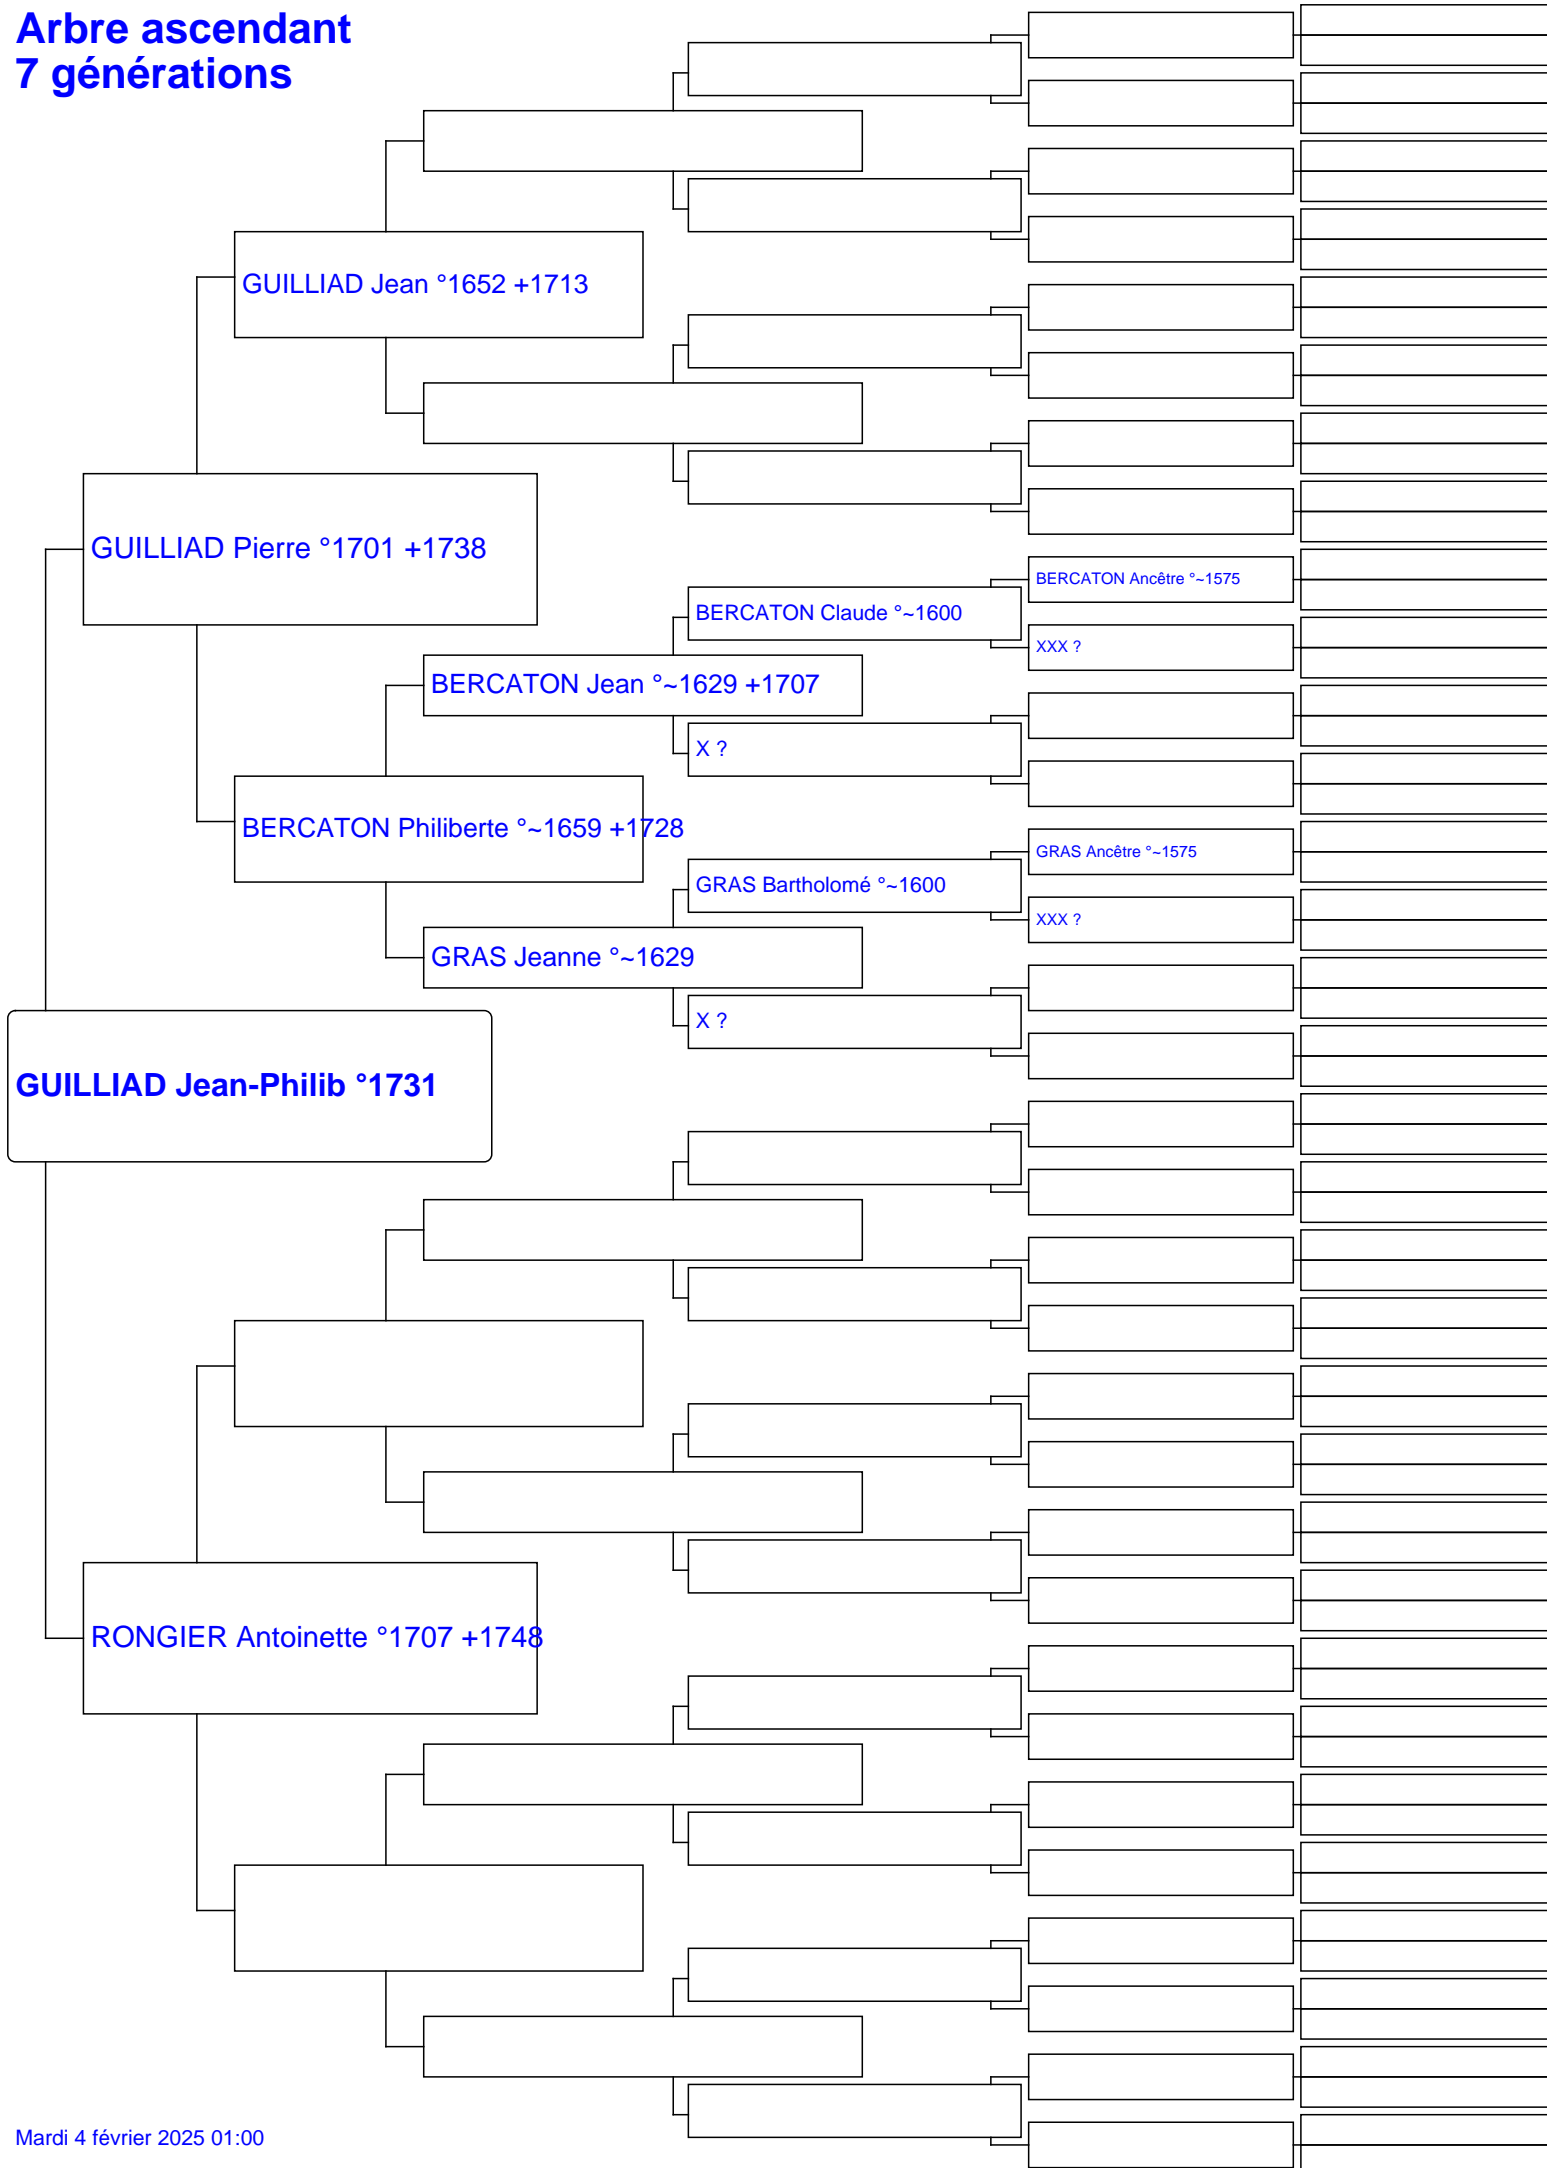 Arbre ascendant
7 générations
GUILLIAD Jean °1652 +1713
GUILLIAD Pierre °1701 +1738
BERCATON Ancêtre °~1575
BERCATON Claude °~1600
XXX ?
BERCATON Jean °~1629 +1707
X ?
BERCATON Philiberte °~1659 +1728
GRAS Ancêtre °~1575
GRAS Bartholomé °~1600
XXX ?
GRAS Jeanne °~1629
X ?
GUILLIAD Jean-Philib °1731
RONGIER Antoinette °1707 +1748
Mardi 4 février 2025 01:00